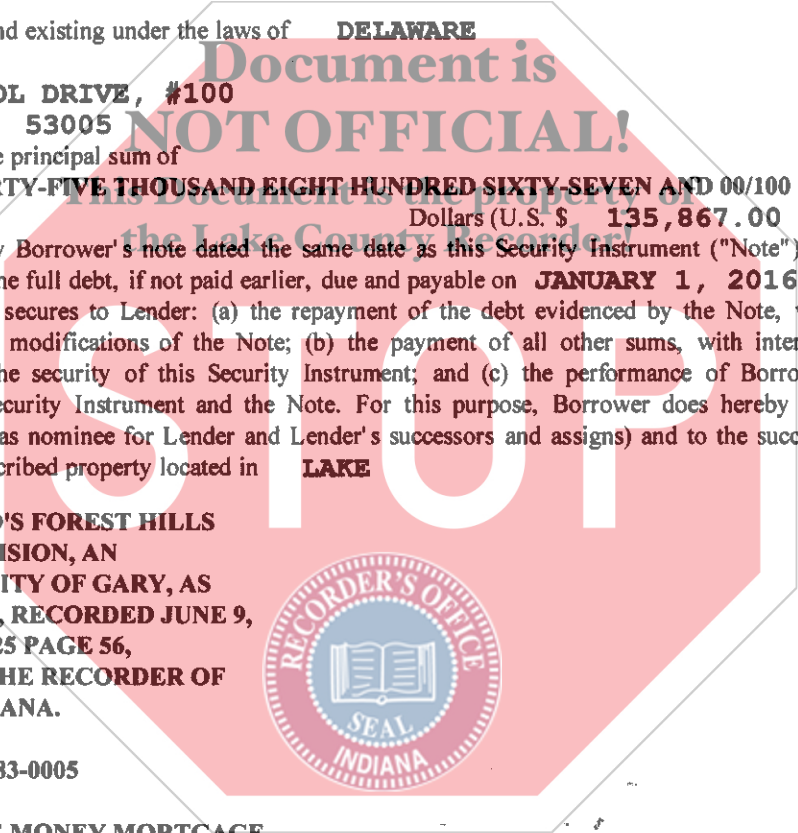 nd existing under the laws of DELAWARE
Document is
OL DRIVE, #100
53005
NOT OFFICIAL!
e principal sum of
RTY-FIVE THOUSAND EIGHT HUNDRED SIXTY-SEVEN AND 00/100
This Document is the property of
Dollars (U.S. $ 135,867.00
the Lake County Recorder!
y Borrower's note dated the same date as this Security Instrument ("Note")
he full debt, if not paid earlier, due and payable on JANUARY 1, 2016
secures to Lender: (a) the repayment of the debt evidenced by the Note,
modifications of the Note; (b) the payment of all other sums, with inter
he security of this Security Instrument; and (c) the performance of Borro
ecurity Instrument and the Note. For this purpose, Borrower does hereby
as nominee for Lender and Lender's successors and assigns) and to the succ
cribed property located in LAKE
STOP
'S FOREST HILLS
ISION, AN
ITY OF GARY, AS
, RECORDED JUNE 9,
25 PAGE 56,
HE RECORDER OF
ANA.
RECORDER'S OFFICE
SEAL
INDIANA
83-0005
MONEY MORTGAGE